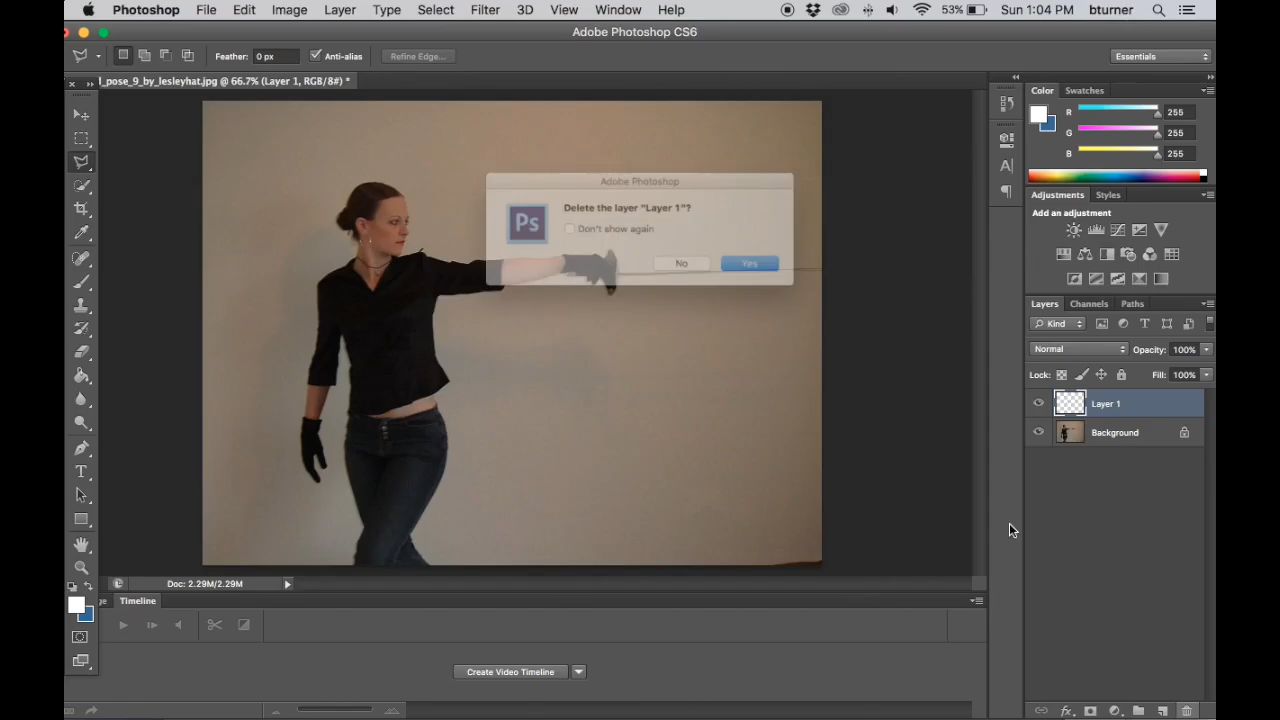 Photoshop File Edit Image Layer Type Select Filter 3D View Window Help 53% Sun 1:04 PM bturner
Adobe Photoshop CS6
Feather: 0 px Anti-alias Refine Edge... Essentials
l_pose_9_by_lesleyhat.jpg @ 66.7% (Layer 1, RGB/8#) *
Color Swatches
R 255
G 255
B 255
Adobe Photoshop
Ps
Delete the layer “Layer 1”?
Don't show again
No Yes
Adjustments Styles
Add an adjustment
Layers Channels Paths
Kind
Normal Opacity: 100%
Lock: Fill: 100%
Layer 1
Background
Doc: 2.29M/2.29M
Timeline
Create Video Timeline